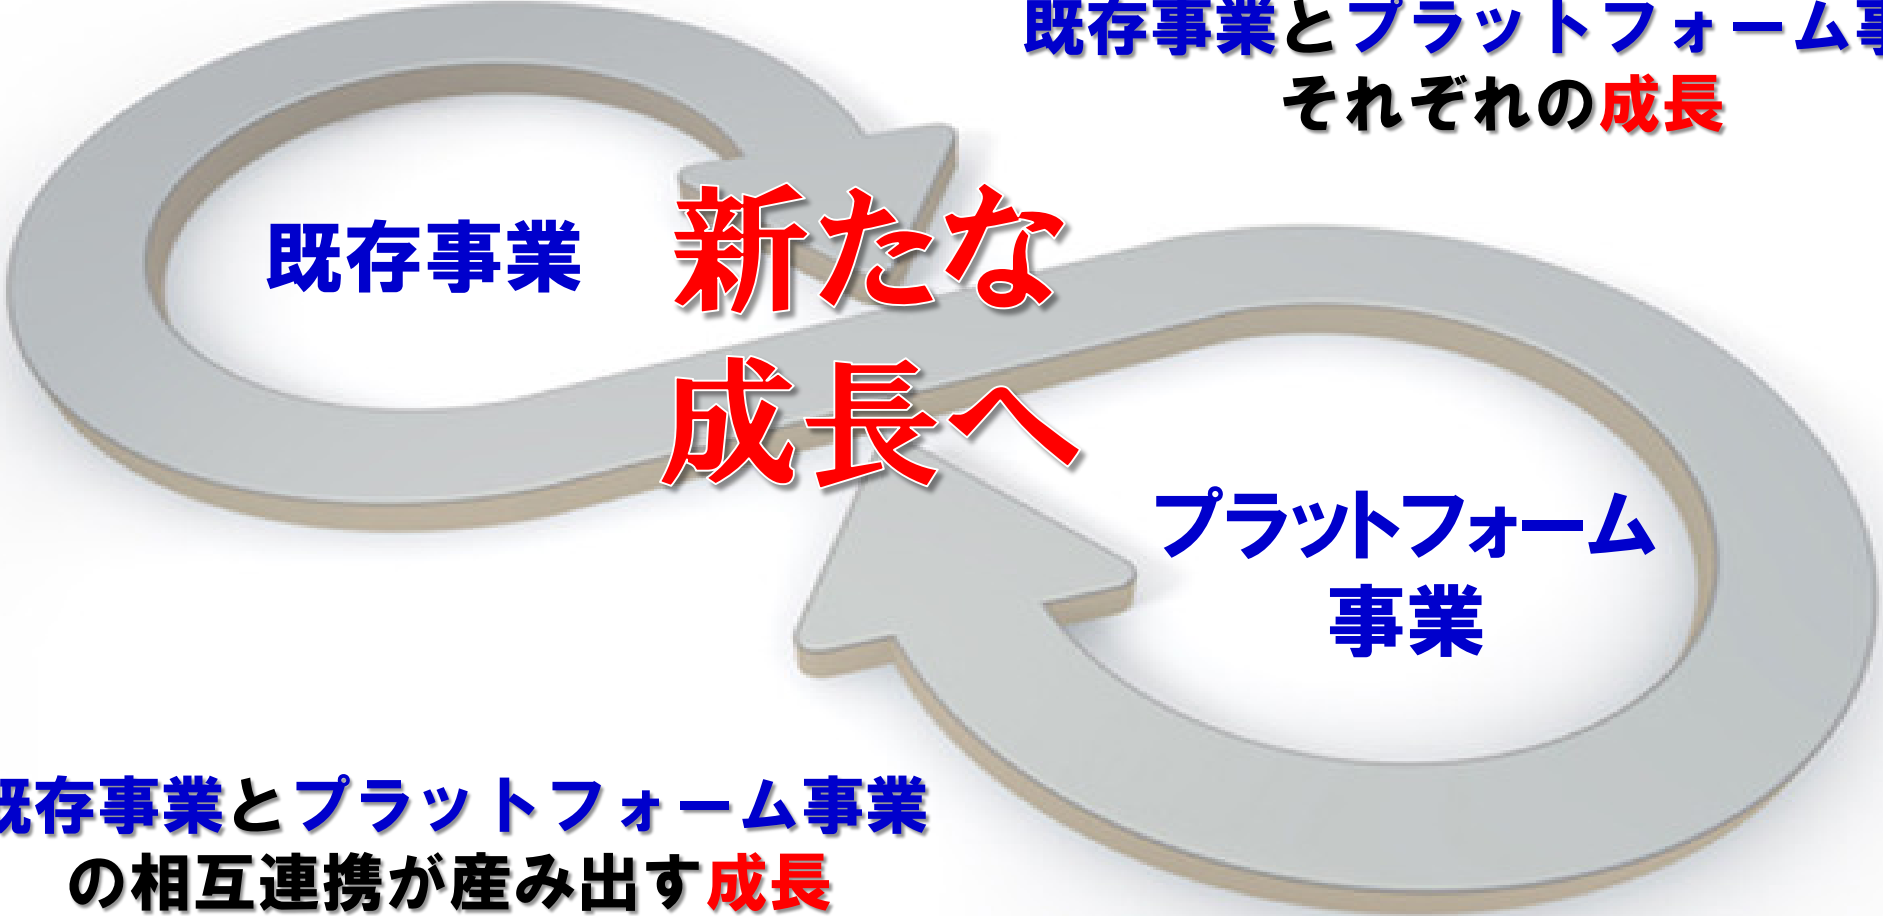 既存事業とプラットフォーム事
それぞれの成長
既存事業
新たな
成長へ
プラットフォーム
事業
既存事業とプラットフォーム事業
の相互連携が産み出す成長